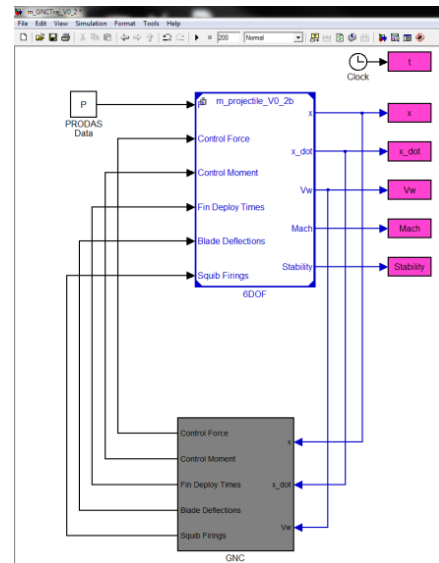 m_GNCTraj_V0_2 *
File Edit View Simulation Format Tools Help
200 Normal
t
Clock
P
PRODAS
Data
m_projectile_V0_2b
x
x
Control Force
x_dot
x_dot
Control Moment
Vw
Vw
Fin Deploy Times
Mach
Mach
Blade Deflections
Stability
Stability
Squib Firings
6DOF
Control Force
x
Control Moment
Fin Deploy Times
x_dot
Blade Deflections
Vw
Squib Firings
GNC